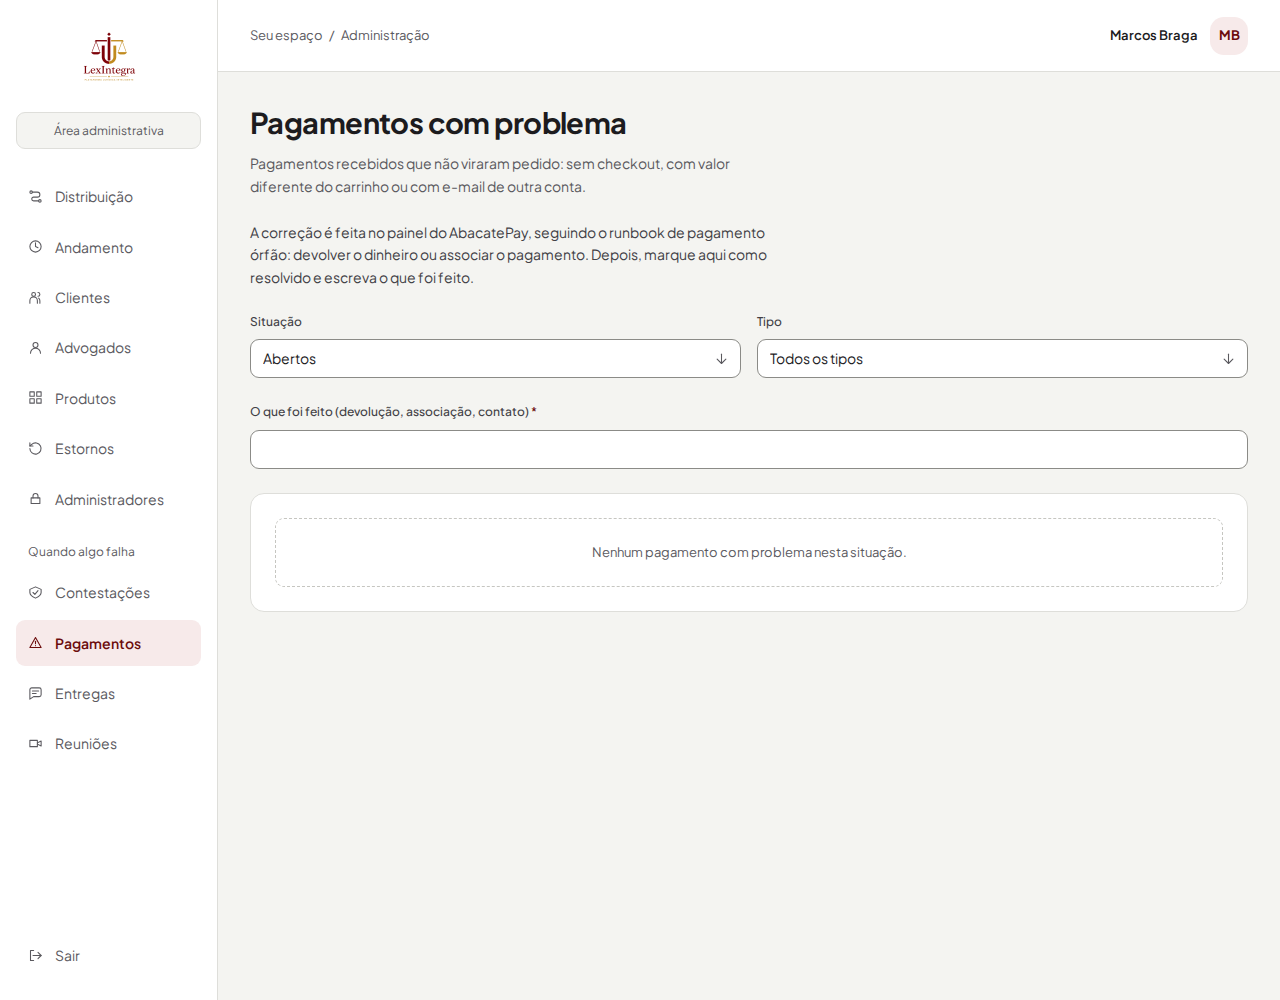 LexIntegra
Área administrativa
Distribuição
Andamento
Clientes
Advogados
Produtos
Estornos
Administradores
Quando algo falha
Contestações
Pagamentos
Entregas
Reuniões
Sair
Seu espaço / Administração
Marcos Braga MB
Pagamentos com problema
Pagamentos recebidos que não viraram pedido: sem checkout, com valor
diferente do carrinho ou com e-mail de outra conta.
A correção é feita no painel do AbacatePay, seguindo o runbook de pagamento
órfão: devolver o dinheiro ou associar o pagamento. Depois, marque aqui como
resolvido e escreva o que foi feito.
Situação
Abertos
Tipo
Todos os tipos
O que foi feito (devolução, associação, contato) *
Nenhum pagamento com problema nesta situação.